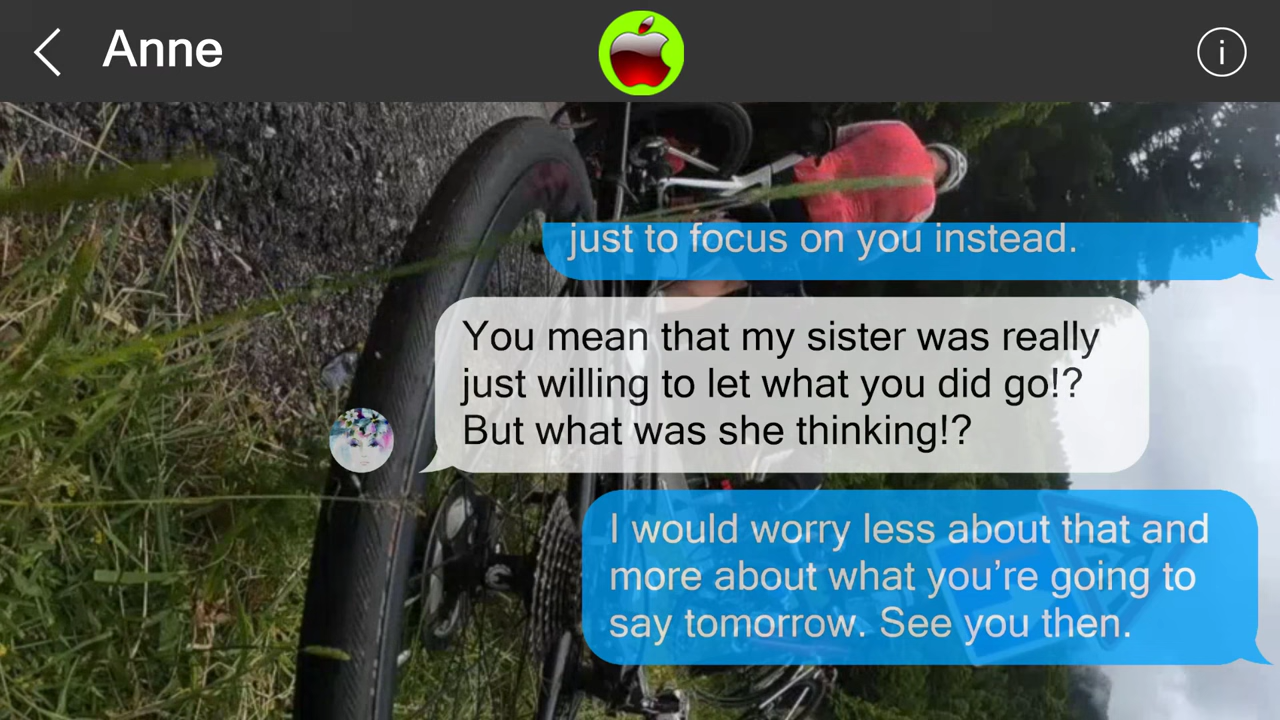 Anne
i
just to focus on you instead.
You mean that my sister was really
just willing to let what you did go!?
But what was she thinking!?
I would worry less about that and
more about what you’re going to
say tomorrow. See you then.